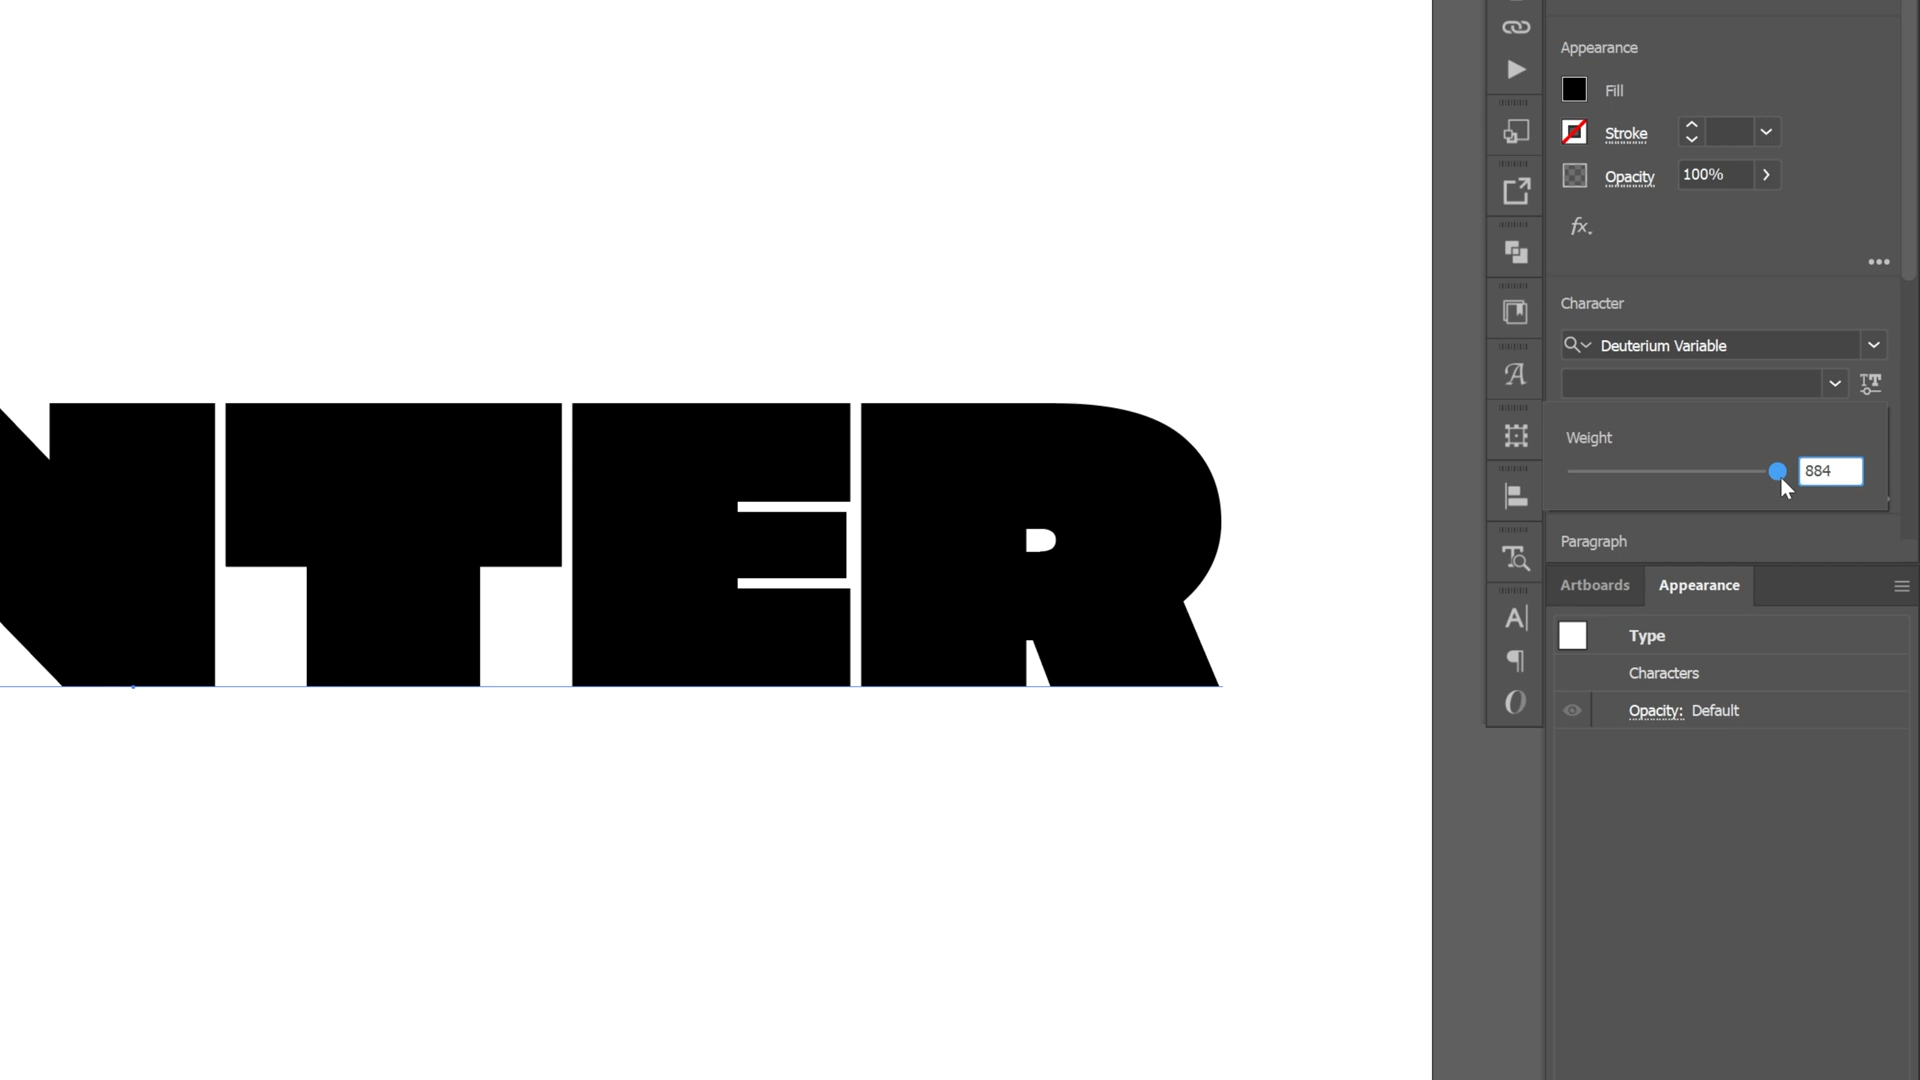 NTER
Appearance
Fill
Stroke
Opacity 100%
fx.
Character
Deuterium Variable
Weight
884
Paragraph
Artboards Appearance
Type
Characters
Opacity: Default